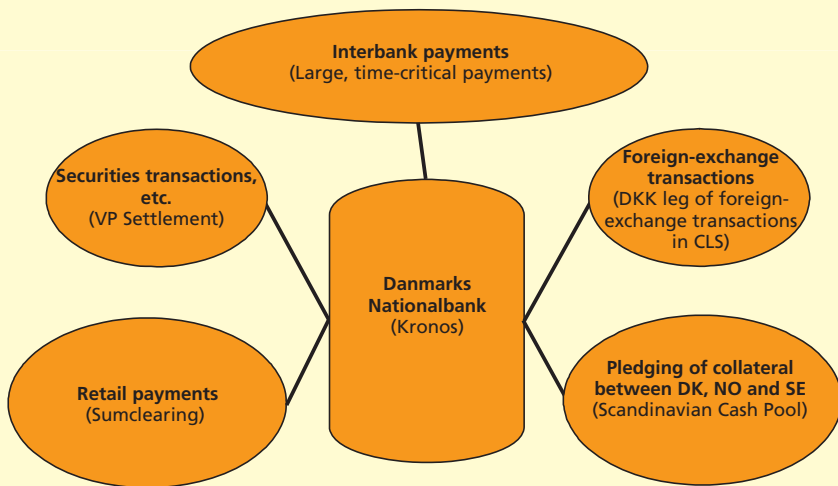 Interbank payments
(Large, time-critical payments)
Securities transactions,
etc.
(VP Settlement)
Foreign-exchange
transactions
(DKK leg of foreign-
exchange transactions
in CLS)
Danmarks
Nationalbank
(Kronos)
Retail payments
(Sumclearing)
Pledging of collateral
between DK, NO and SE
(Scandinavian Cash Pool)